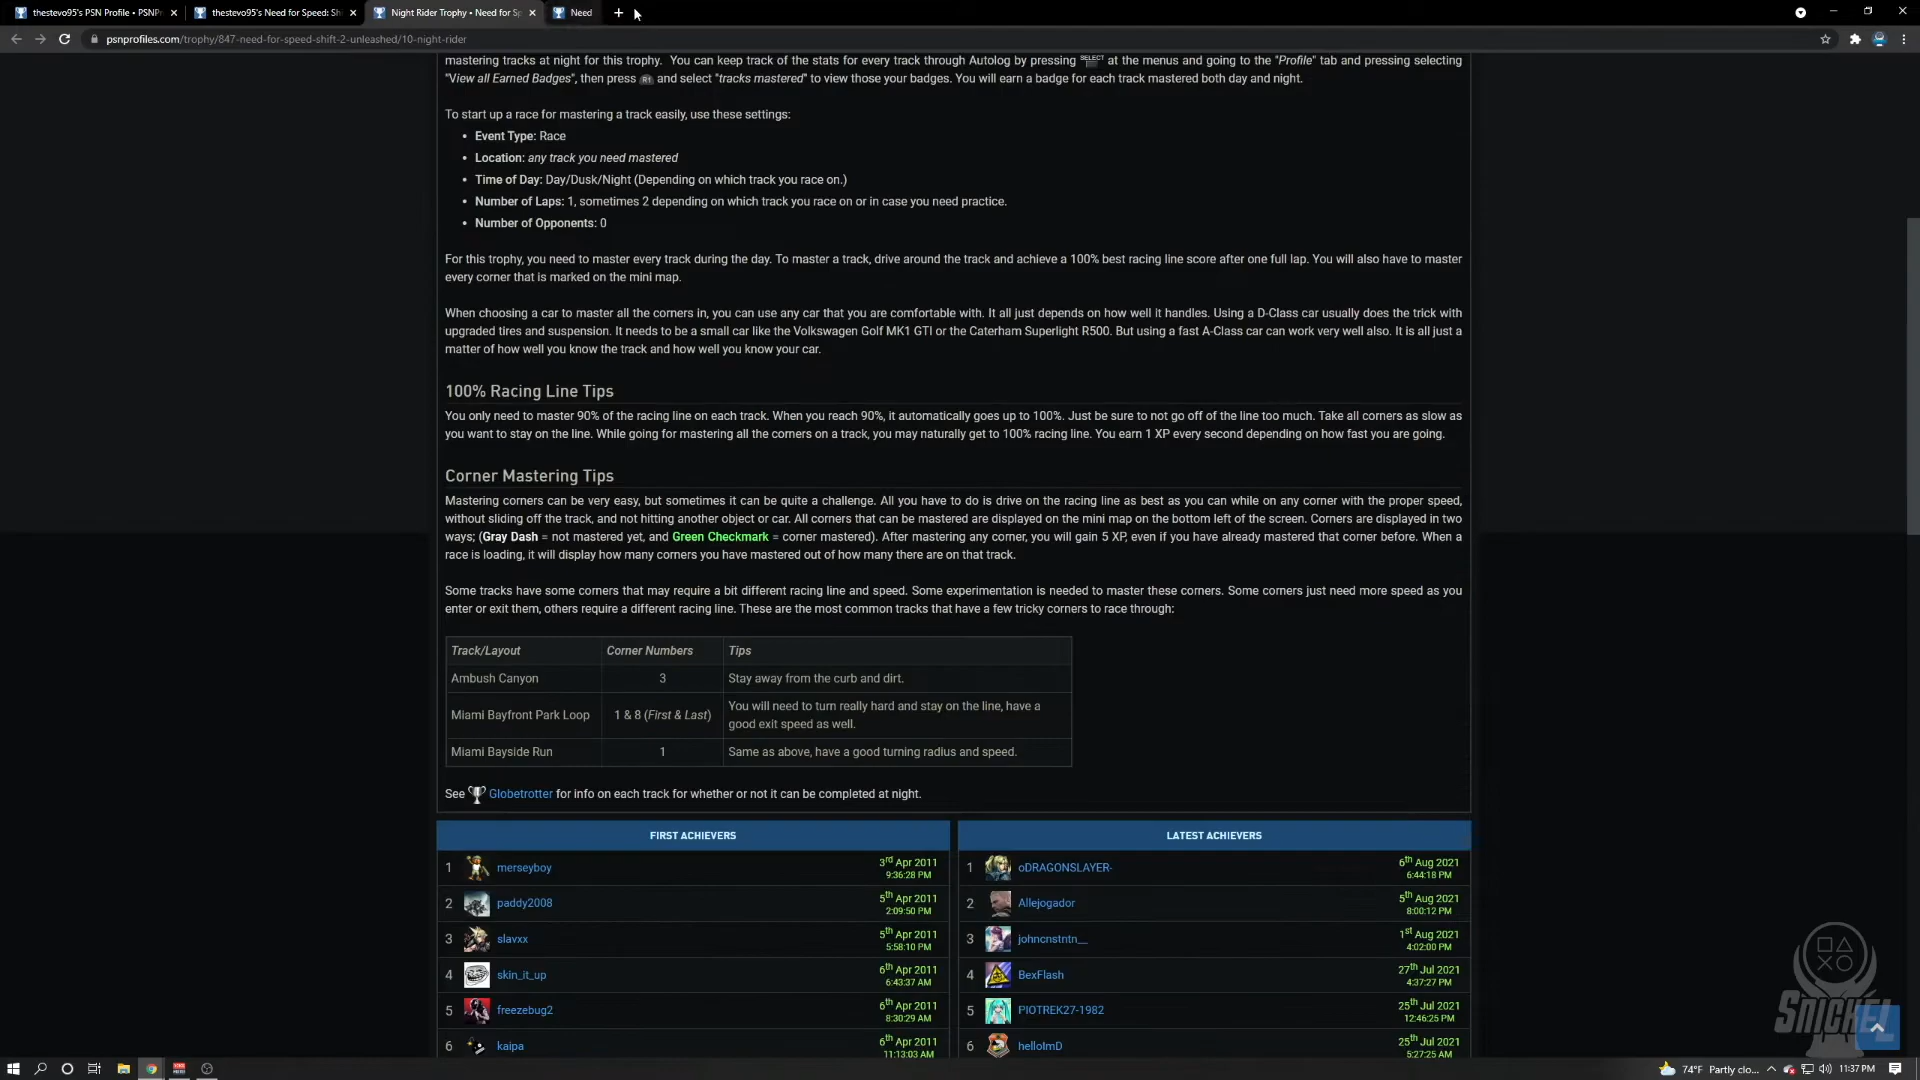 thestevo95's PSN Profile • PSNP
thestevo95's Need for Speed: Sh
Night Rider Trophy • Need for Sp
Need
psnprofiles.com/trophy/847-need-for-speed-shift-2-unleashed/10-night-rider
mastering tracks at night for this trophy. You can keep track of the stats for every track through Autolog by pressing SELECT at the menus and going to the "Profile" tab and pressing selecting
"View all Earned Badges", then press R1 and select "tracks mastered" to view those your badges. You will earn a badge for each track mastered both day and night.
To start up a race for mastering a track easily, use these settings:
• Event Type: Race
• Location: any track you need mastered
• Time of Day: Day/Dusk/Night (Depending on which track you race on.)
• Number of Laps: 1, sometimes 2 depending on which track you race on or in case you need practice.
• Number of Opponents: 0
For this trophy, you need to master every track during the day. To master a track, drive around the track and achieve a 100% best racing line score after one full lap. You will also have to master
every corner that is marked on the mini map.
When choosing a car to master all the corners in, you can use any car that you are comfortable with. It all just depends on how well it handles. Using a D-Class car usually does the trick with
upgraded tires and suspension. It needs to be a small car like the Volkswagen Golf MK1 GTI or the Caterham Superlight R500. But using a fast A-Class car can work very well also. It is all just a
matter of how well you know the track and how well you know your car.
100% Racing Line Tips
You only need to master 90% of the racing line on each track. When you reach 90%, it automatically goes up to 100%. Just be sure to not go off of the line too much. Take all corners as slow as
you want to stay on the line. While going for mastering all the corners on a track, you may naturally get to 100% racing line. You earn 1 XP every second depending on how fast you are going.
Corner Mastering Tips
Mastering corners can be very easy, but sometimes it can be quite a challenge. All you have to do is drive on the racing line as best as you can while on any corner with the proper speed,
without sliding off the track, and not hitting another object or car. All corners that can be mastered are displayed on the mini map on the bottom left of the screen. Corners are displayed in two
ways; (Gray Dash = not mastered yet, and Green Checkmark = corner mastered). After mastering any corner, you will gain 5 XP, even if you have already mastered that corner before. When a
race is loading, it will display how many corners you have mastered out of how many there are on that track.
Some tracks have some corners that may require a bit different racing line and speed. Some experimentation is needed to master these corners. Some corners just need more speed as you
enter or exit them, others require a different racing line. These are the most common tracks that have a few tricky corners to race through:
Track/Layout Corner Numbers Tips
Ambush Canyon 3 Stay away from the curb and dirt.
Miami Bayfront Park Loop 1 & 8 (First & Last) You will need to turn really hard and stay on the line, have a
good exit speed as well.
Miami Bayside Run 1 Same as above, have a good turning radius and speed.
See Globetrotter for info on each track for whether or not it can be completed at night.
FIRST ACHIEVERS
1 merseyboy 3rd Apr 2011
9:36:28 PM
2 paddy2008 5th Apr 2011
2:09:50 PM
3 slavxx 5th Apr 2011
5:58:10 PM
4 skin_it_up 6th Apr 2011
6:43:37 AM
5 freezebug2 6th Apr 2011
8:30:29 AM
6 kaipa 6th Apr 2011
11:13:03 AM
LATEST ACHIEVERS
1 oDRAGONSLAYER- 6th Aug 2021
6:44:18 PM
2 Allejogador 5th Aug 2021
8:00:12 PM
3 johncnstntn__ 1st Aug 2021
4:02:00 PM
4 BexFlash 27th Jul 2021
4:37:27 PM
5 PIOTREK27-1982 25th Jul 2021
12:46:25 PM
6 helloImD 25th Jul 2021
5:27:25 AM
SNICKEL
74°F Partly clo...
11:37 PM